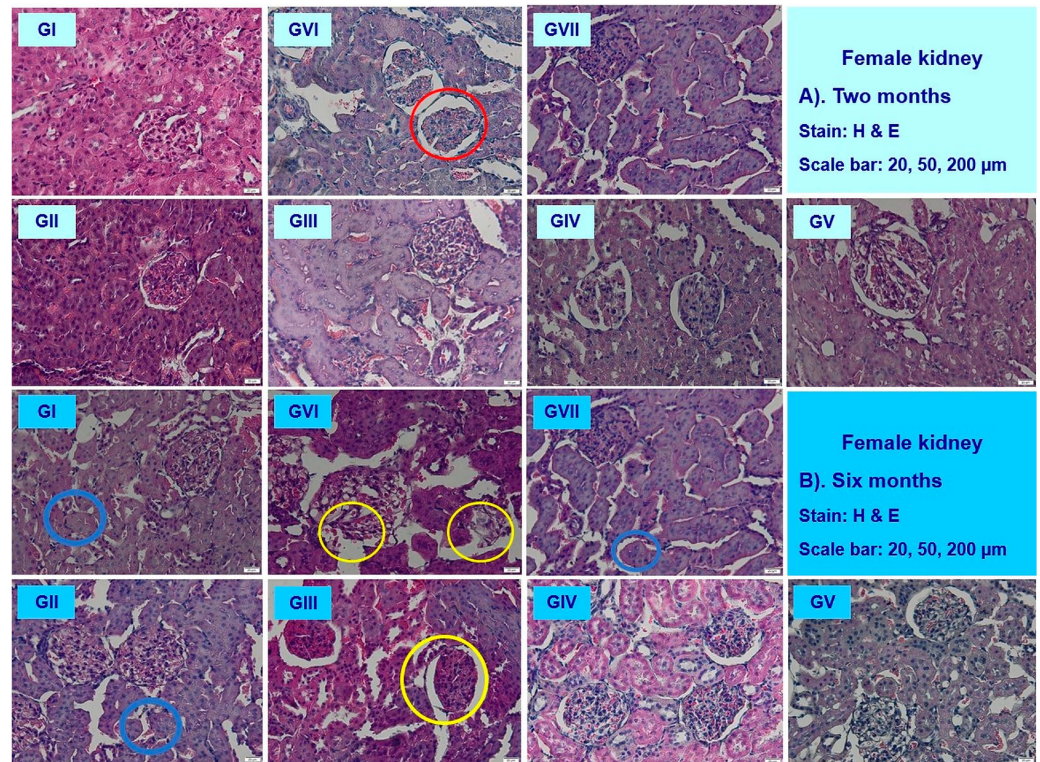 GI
GVI
GVII
Female kidney
A). Two months
Stain: H & E
Scale bar: 20, 50, 200 µm
GII
GIII
GIV
GV
GI
GVI
GVII
Female kidney
B). Six months
Stain: H & E
Scale bar: 20, 50, 200 µm
GII
GIII
GIV
GV